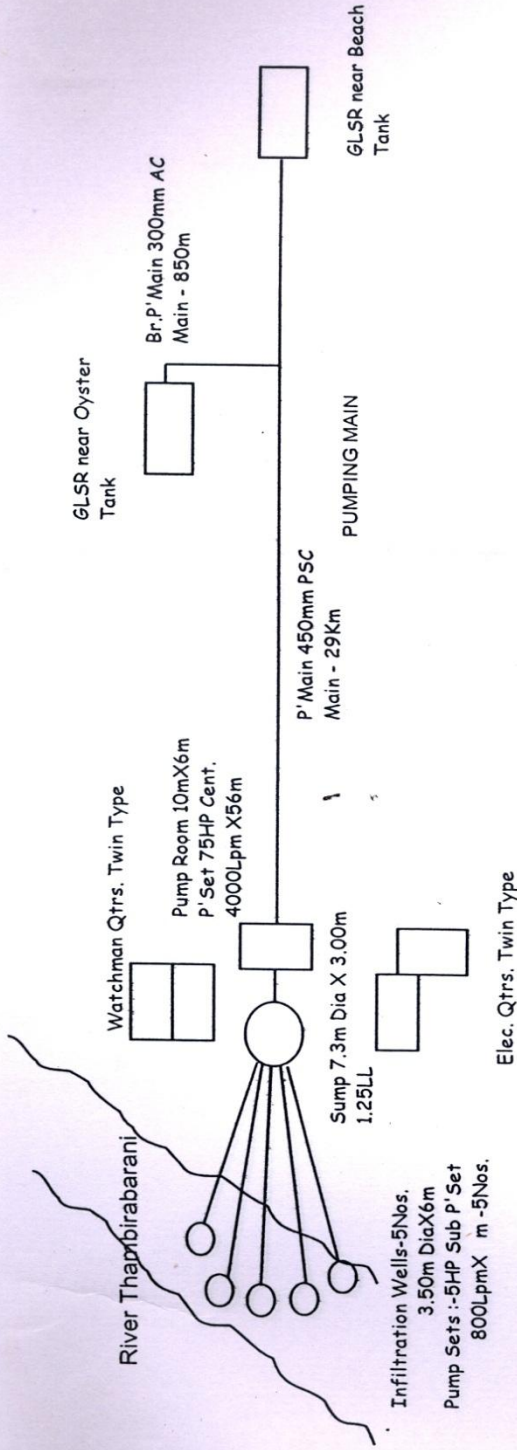 River Thambirabarani
Infiltration Wells-5Nos.
3.50m DiaX6m
Pump Sets :-5HP Sub P'Set
800LpmX m -5Nos.
Watchman Qtrs. Twin Type
Pump Room 10mX6m
P'Set 75HP Cent.
4000Lpm X56m
Sump 7.3m Dia X 3.00m
1.25LL
Elec. Qtrs. Twin Type
P'Main 450mm PSC
Main - 29Km
PUMPING MAIN
GLSR near Oyster
Tank
Br.P'Main 300mm AC
Main - 850m
GLSR near Beach
Tank